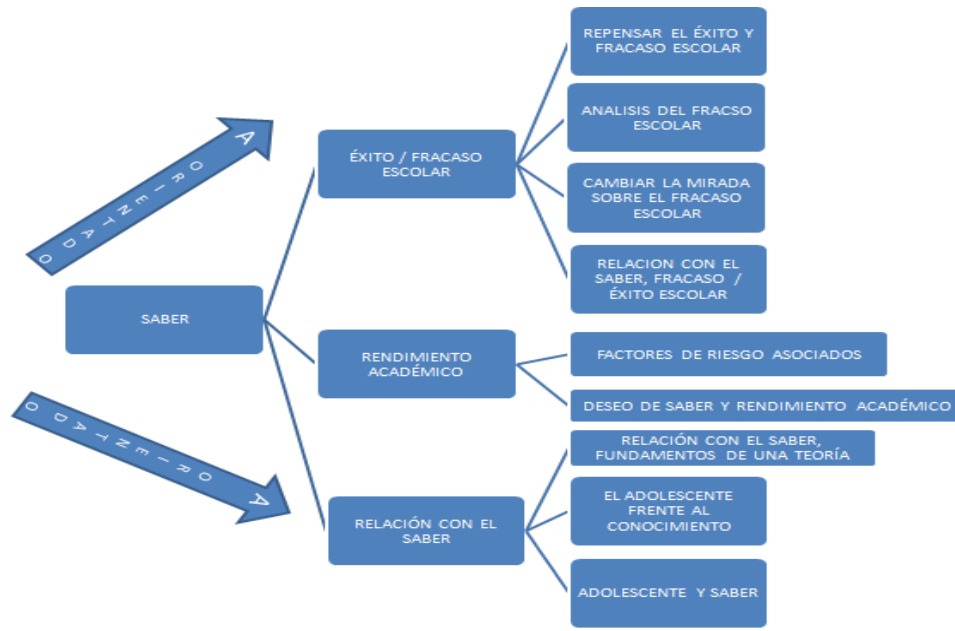 REPENSAR EL ÉXITO Y
FRACASO ESCOLAR
ANALISIS DEL FRACSO
ESCOLAR
ÉXITO / FRACASO
ESCOLAR
CAMBIAR LA MIRADA
SOBRE EL FRACASO
ESCOLAR
RELACION CON EL
SABER, FRACASO /
ÉXITO ESCOLAR
ORIENTADO A
SABER
RENDIMIENTO
ACADÉMICO
FACTORES DE RIESGO ASOCIADOS
DESEO DE SABER Y RENDIMIENTO ACADÉMICO
ORIENTADO A
RELACIÓN CON EL
SABER
RELACIÓN CON EL SABER,
FUNDAMENTOS DE UNA TEORÍA
EL ADOLESCENTE
FRENTE AL
CONOCIMIENTO
ADOLESCENTE Y SABER